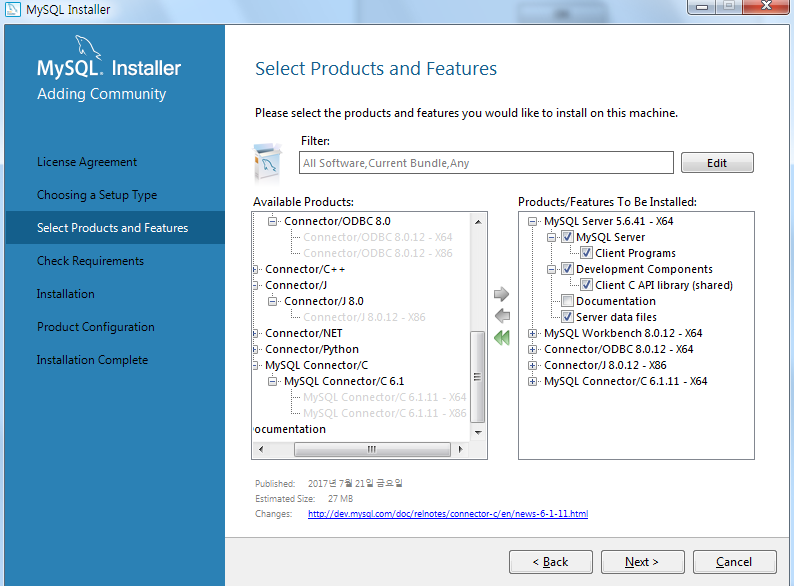 MySQL Installer
MySQL. Installer
Adding Community
License Agreement
Choosing a Setup Type
Select Products and Features
Check Requirements
Installation
Product Configuration
Installation Complete
Select Products and Features
Please select the products and features you would like to install on this machine.
Filter:
All Software,Current Bundle,Any
Edit
Available Products:
Connector/ODBC 8.0
Connector/ODBC 8.0.12 - X64
Connector/ODBC 8.0.12 - X86
Connector/C++
Connector/J
Connector/J 8.0
Connector/J 8.0.12 - X86
Connector/NET
Connector/Python
MySQL Connector/C
MySQL Connector/C 6.1
MySQL Connector/C 6.1.11 - X64
MySQL Connector/C 6.1.11 - X86
ocumentation
Products/Features To Be Installed:
MySQL Server 5.6.41 - X64
MySQL Server
Client Programs
Development Components
Client C API library (shared)
Documentation
Server data files
MySQL Workbench 8.0.12 - X64
Connector/ODBC 8.0.12 - X64
Connector/J 8.0.12 - X86
MySQL Connector/C 6.1.11 - X64
Published: 2017년 7월 21일 금요일
Estimated Size: 27 MB
Changes: http://dev.mysql.com/doc/relnotes/connector-c/en/news-6-1-11.html
< Back
Next >
Cancel